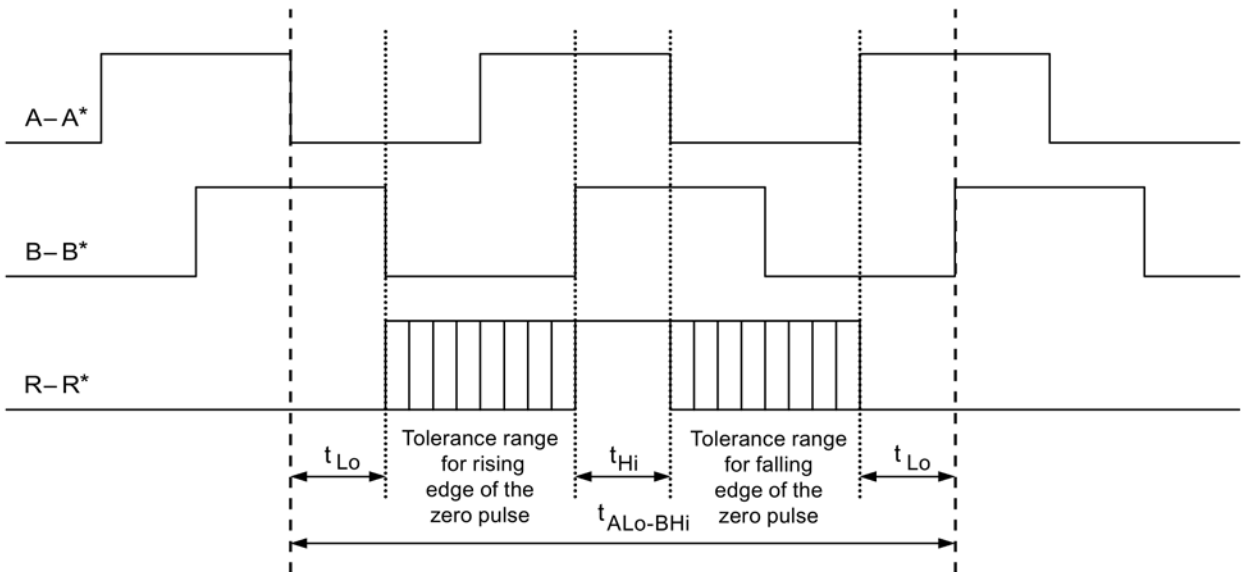 A–A*
B–B*
R–R*
t Lo
Tolerance range
for rising
edge of the
zero pulse
t Hi
Tolerance range
for falling
edge of the
zero pulse
t Lo
t ALo-BHi